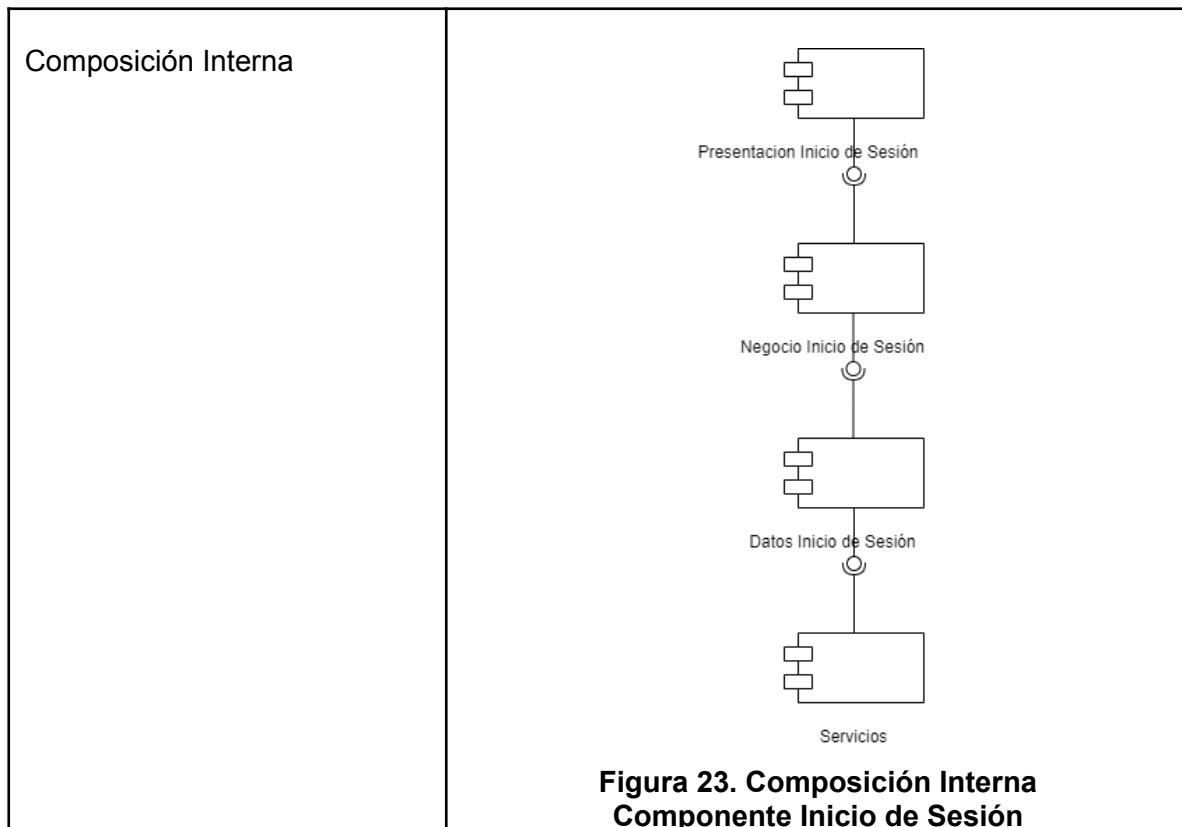 Composición Interna
Presentacion Inicio de Sesión
Negocio Inicio de Sesión
Datos Inicio de Sesión
Servicios
Figura 23. Composición Interna
Componente Inicio de Sesión